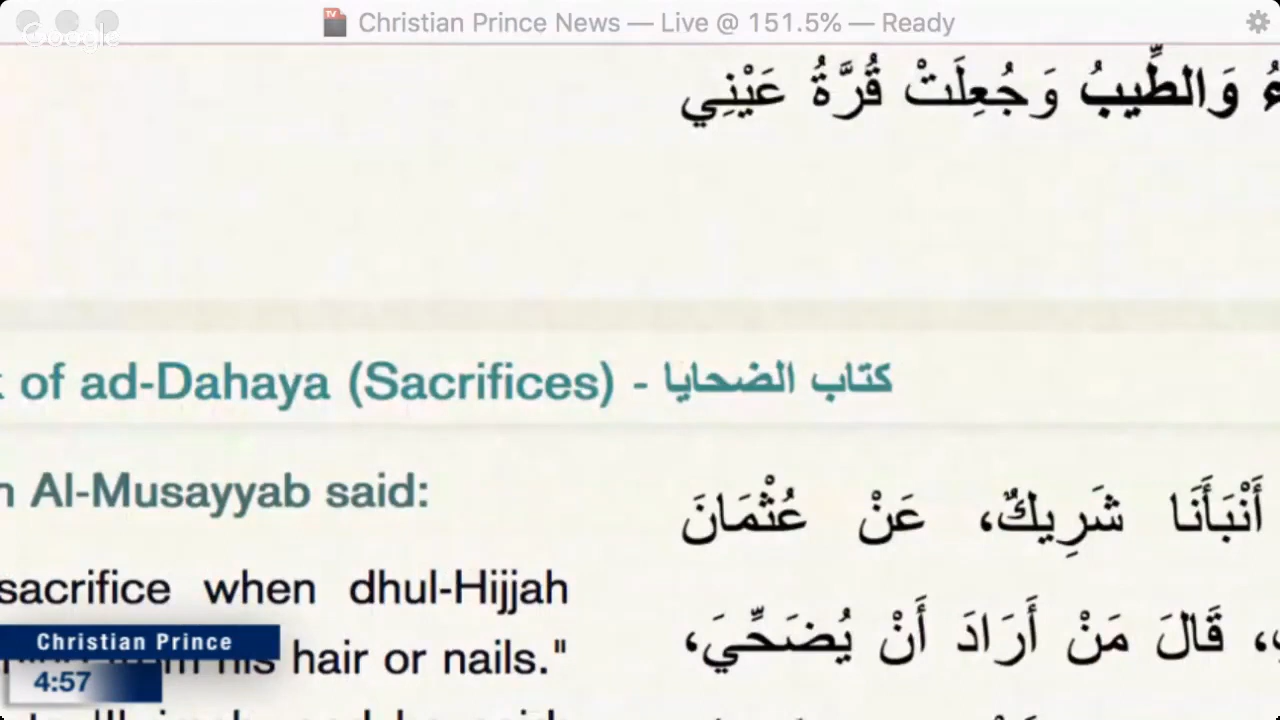 Christian Prince News — Live @ 151.5% — Ready
Google
وَالطِّيبُ وَجُعِلَتْ قُرَّةُ عَيْنِي
of ad-Dahaya (Sacrifices) - كتاب الضحايا
Al-Musayyab said:
أَنْبَأَنَا شَرِيكٌ، عَنْ عُثْمَانَ
sacrifice when dhul-Hijjah
قَالَ مَنْ أَرَادَ أَنْ يُضَحِّيَ،
his hair or nails."
Christian Prince
4:57